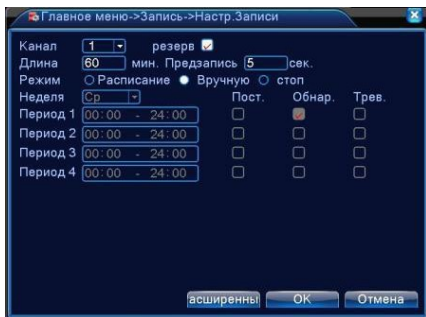 Главное меню->Запись->Настр.Записи
Канал 1 резерв
Длина 60 мин. Предзапись 5 сек.
Режим Расписание Вручную стоп
Неделя Ср Пост. Обнар. Трев.
Период 1 00:00 - 24:00
Период 2 00:00 - 24:00
Период 3 00:00 - 24:00
Период 4 00:00 - 24:00
асширенны ОК Отмена